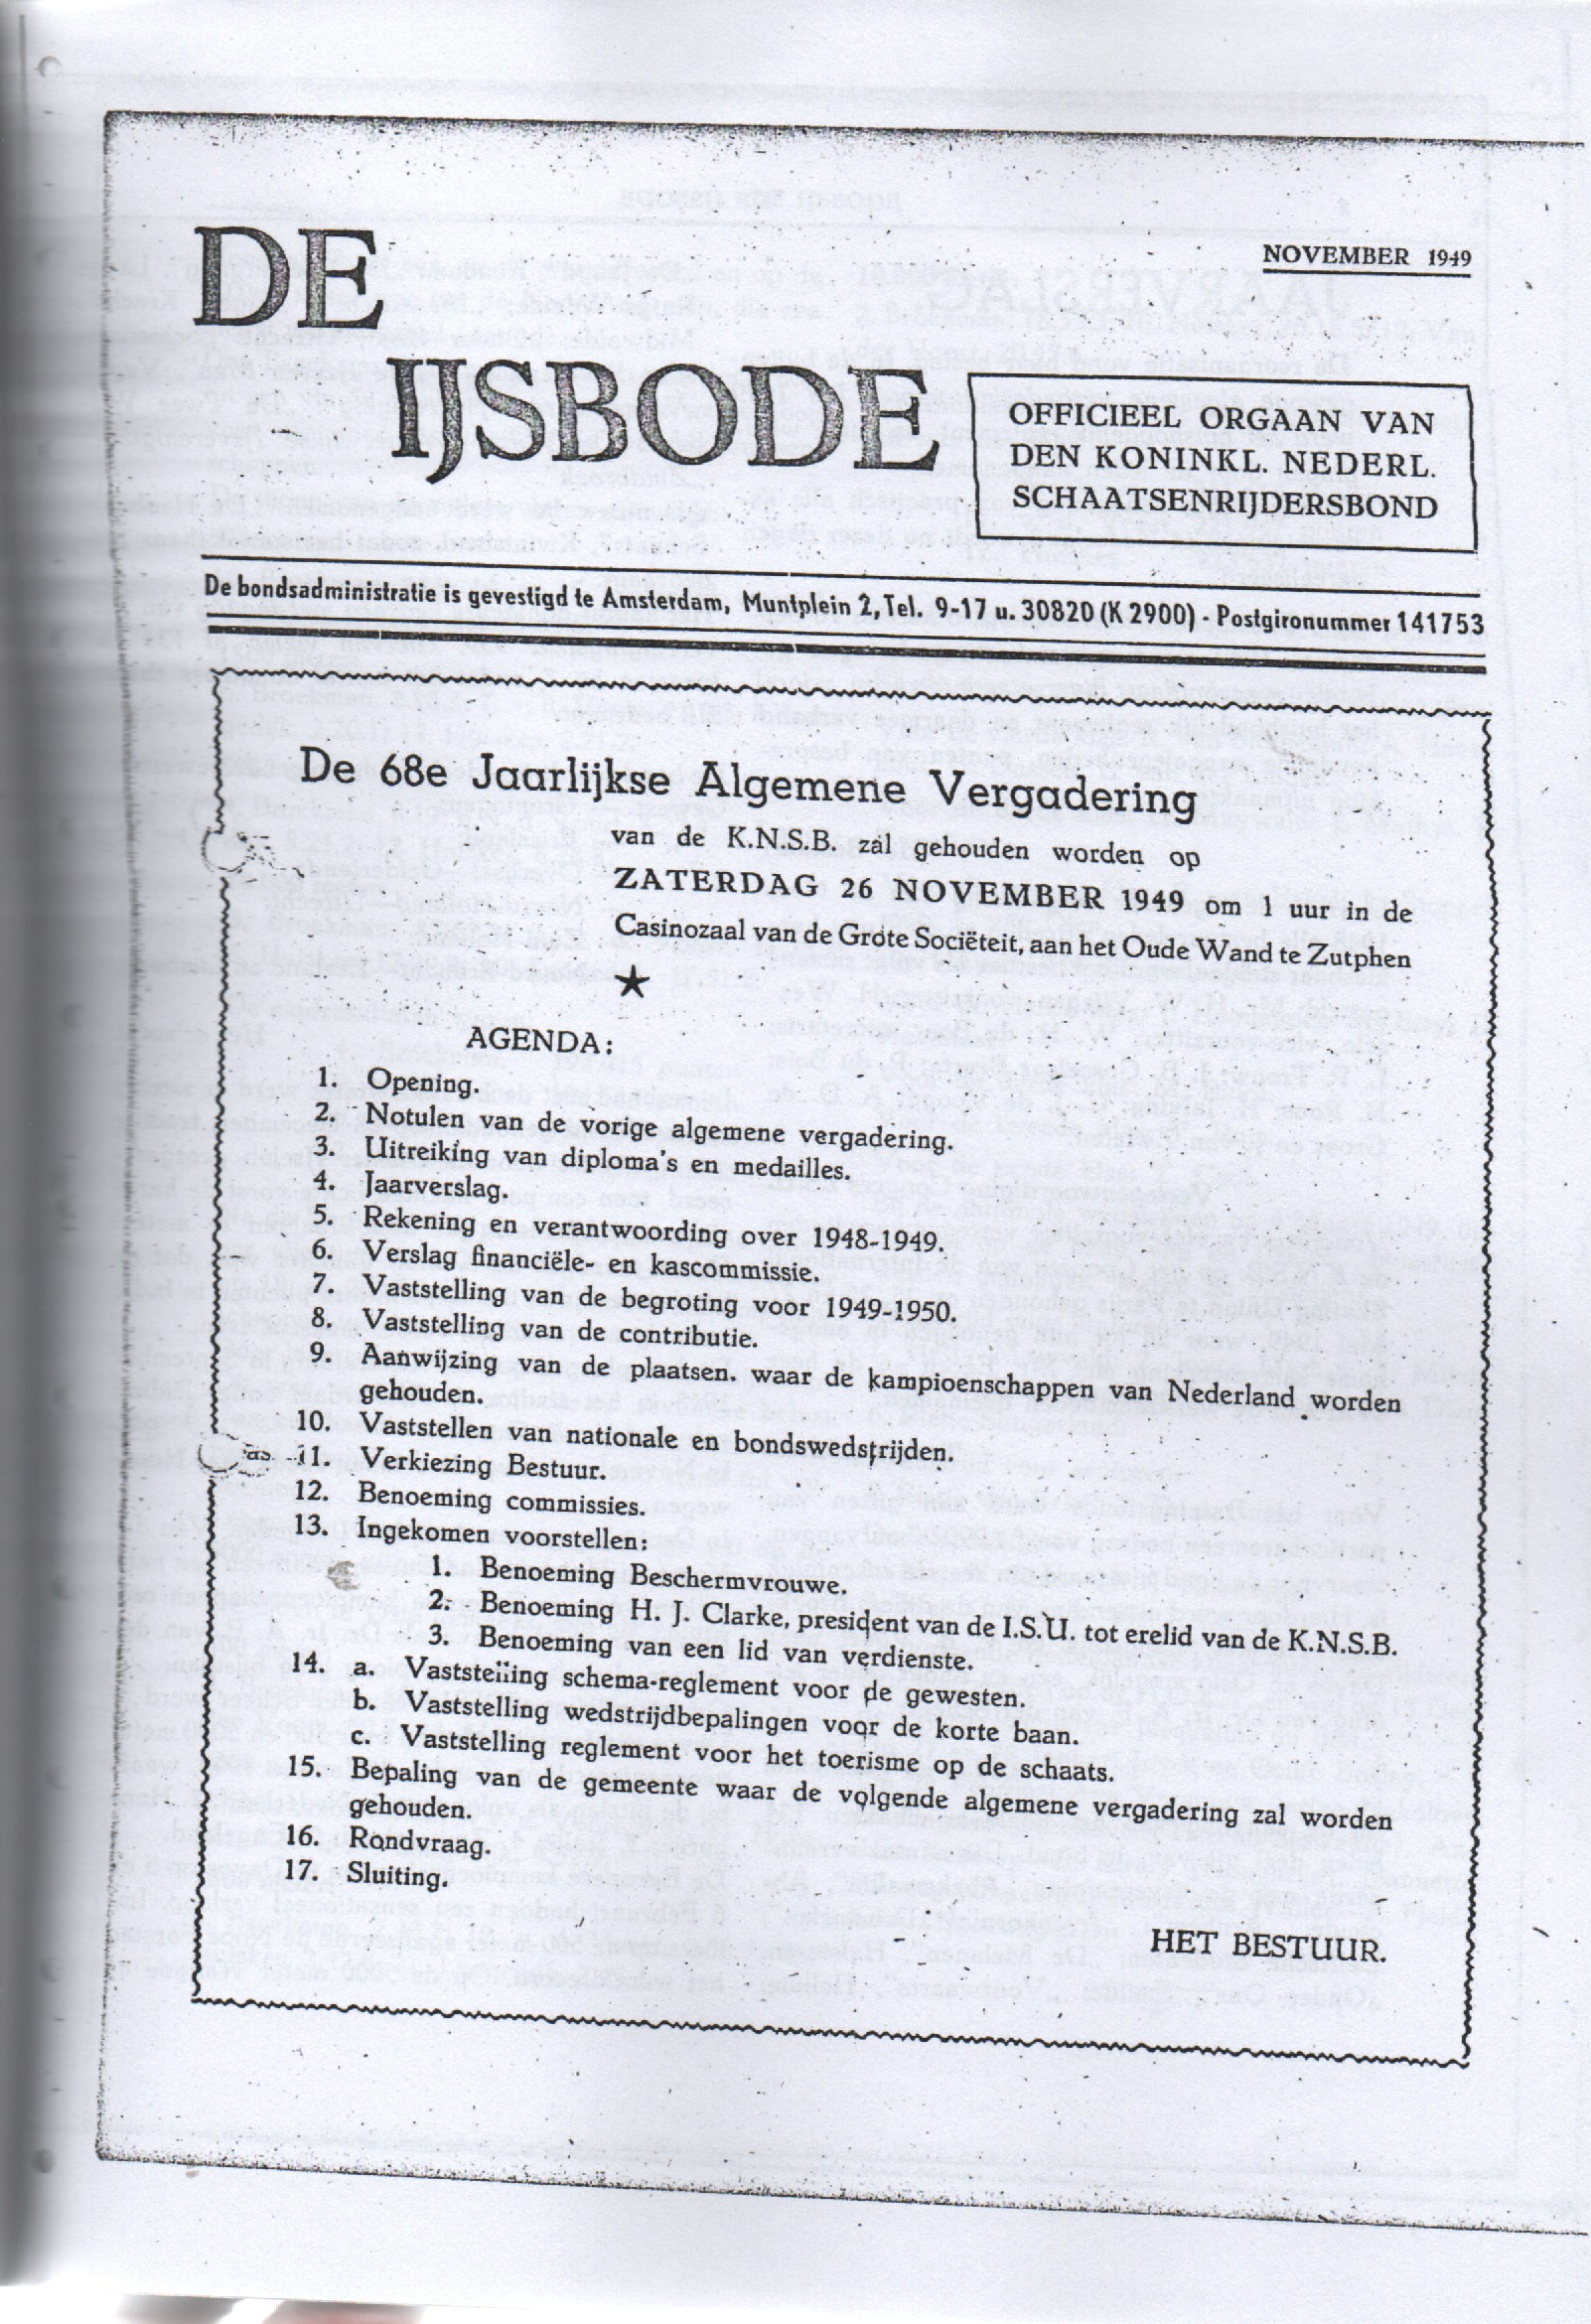 NOVEMBER 1949
DE
IJSBODE
OFFICIEEL ORGAAN VAN
DEN KONINKL. NEDERL.
SCHAATSENRIJDERSBOND
De bondsadministratie is gevestigd te Amsterdam, Muntplein 2, Tel. 9-17 u. 30820 (K 2900) - Postgironummer 141753
De 68e Jaarlijkse Algemene Vergadering
van de K.N.S.B. zal gehouden worden op
ZATERDAG 26 NOVEMBER 1949 om 1 uur in de
Casinozaal van de Grote Sociëteit, aan het Oude Wand te Zutphen
AGENDA:
1. Opening.
2. Notulen van de vorige algemene vergadering.
3. Uitreiking van diploma's en medailles.
4. Jaarverslag.
5. Rekening en verantwoording over 1948-1949.
6. Verslag financiële- en kascommissie.
7. Vaststelling van de begroting voor 1949-1950.
8. Vaststelling van de contributie.
9. Aanwijzing van de plaatsen. waar de kampioenschappen van Nederland worden
gehouden.
10. Vaststellen van nationale en bondswedstrijden.
11. Verkiezing Bestuur.
12. Benoeming commissies.
13. Ingekomen voorstellen:
1. Benoeming Beschermvrouwe.
2. Benoeming H. J. Clarke, president van de I.S.U. tot erelid van de K.N.S.B.
3. Benoeming van een lid van verdienste.
14. a. Vaststelling schema-reglement voor de gewesten.
b. Vaststelling wedstrijdbepalingen voor de korte baan.
c. Vaststelling reglement voor het toerisme op de schaats.
15. Bepaling van de gemeente waar de volgende algemene vergadering zal worden
gehouden.
16. Rondvraag.
17. Sluiting.
HET BESTUUR.